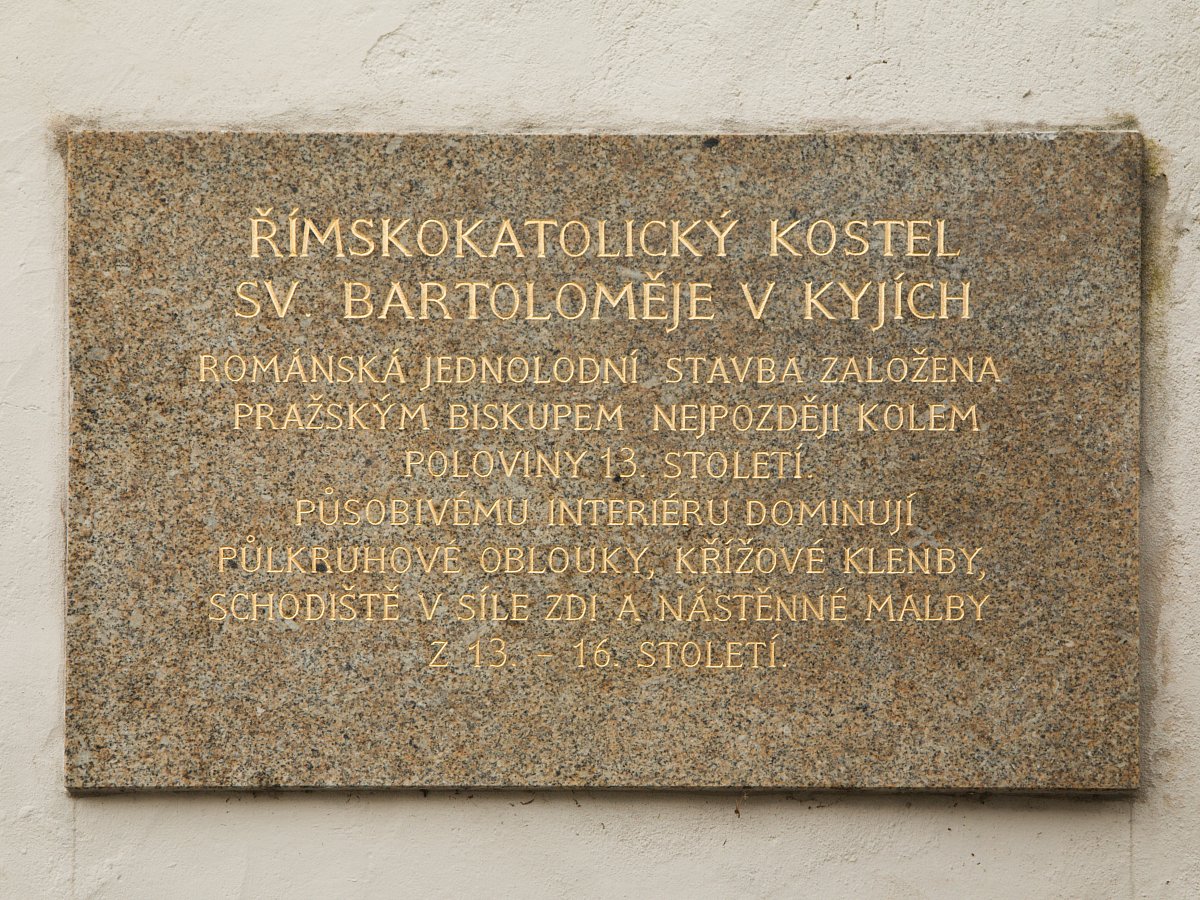 ŘÍMSKOKATOLICKÝ KOSTEL
SV. BARTOLOMĚJE V KYJÍCH
ROMÁNSKÁ JEDNOLODNÍ STAVBA ZALOŽENA
PRAŽSKÝM BISKUPEM NEJPOZDĚJI KOLEM
POLOVINY 13. STOLETÍ.
PŮSOBIVÉMU INTERIÉRU DOMINUJÍ
PŮLKRUHOVÉ OBLOUKY, KŘÍŽOVÉ KLENBY,
SCHODIŠTĚ V SÍLE ZDI A NÁSTĚNNÉ MALBY
Z 13. - 16. STOLETÍ.